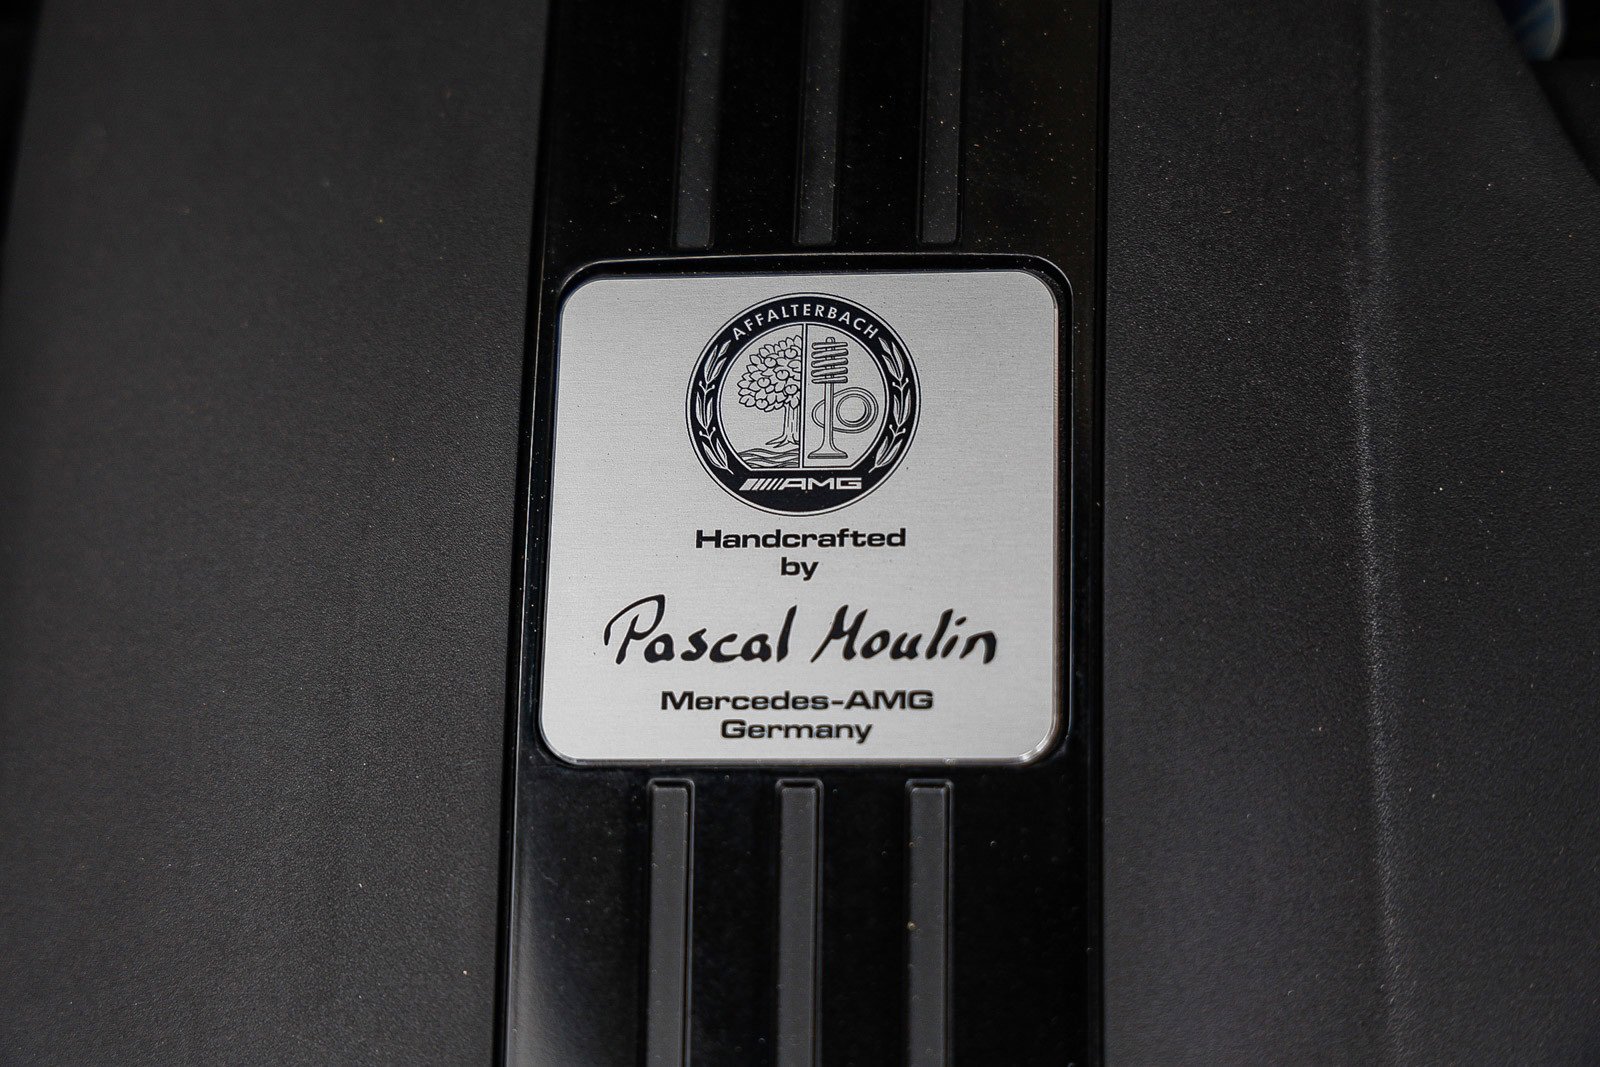 AFFALTERBACH
AMG
Handcrafted
by
Pascal Moulin
Mercedes-AMG
Germany